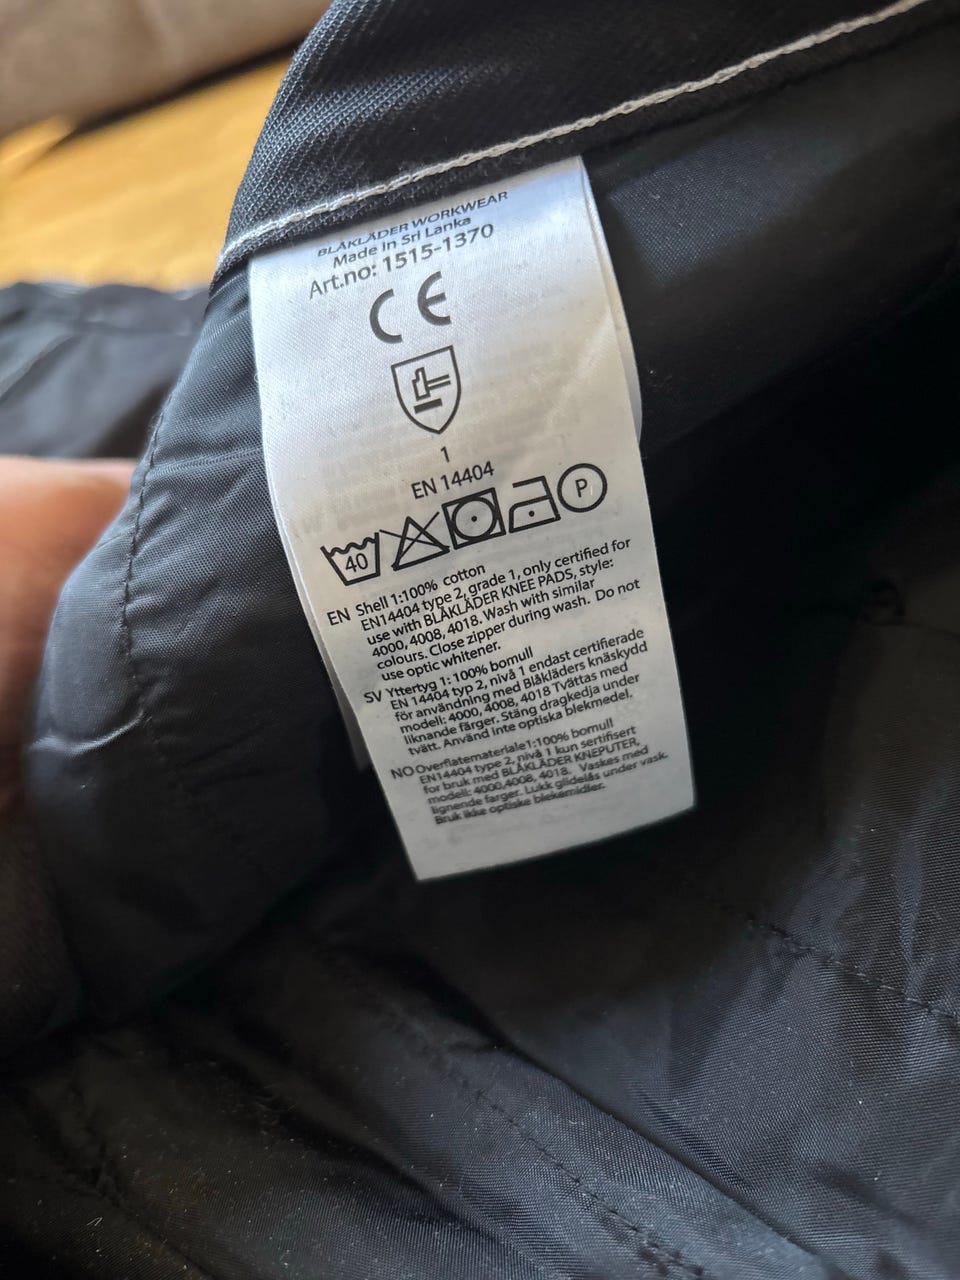 BLÅKLÄDER WORKWEAR
Made in Sri Lanka
Art.no: 1515-1370
CE
1
EN 14404
40 P
EN Shell 1:100% cotton
EN14404 type 2, grade 1, only certified for
use with BLÅKLÄDER KNEE PADS, style:
4000, 4008, 4018. Wash with similar
colours. Close zipper during wash. Do not
use optic whitener.
SV Yttertyg 1: 100% bomull
EN 14404 typ 2, nivå 1 endast certifierade
för användning med Blåkläders knäskydd
modell: 4000, 4008, 4018 Tvättas med
liknande färger. Stäng dragkedja under
tvätt. Använd inte optiska blekmedel.
NO Overflatemateriale1:100% bomull
EN14404 type 2, nivå 1 kun sertifisert
for bruk med BLÅKLÄDER KNEPUTER,
modell: 4000,4008, 4018. Vaskes med
lignende farger. Lukk glidelås under vask.
Bruk ikke optiske blekemidler.